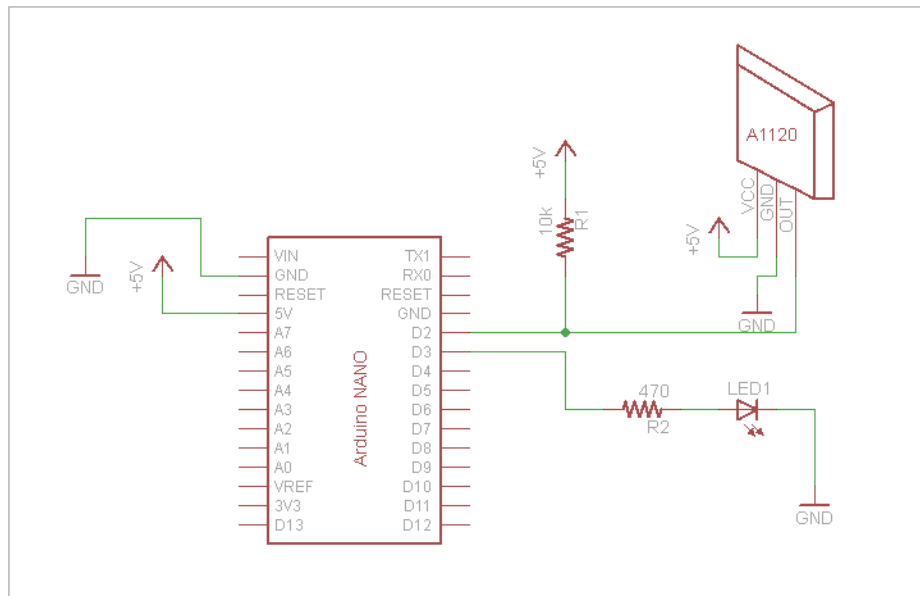 A1120
VCC
GND
OUT
+5V
GND
+5V
10k
R1
GND
+5V
VIN
GND
RESET
5V
A7
A6
A5
A4
A3
A2
A1
A0
VREF
3V3
D13
Arduino NANO
TX1
RX0
RESET
GND
D2
D3
D4
D5
D6
D7
D8
D9
D10
D11
D12
470
R2
LED1
GND